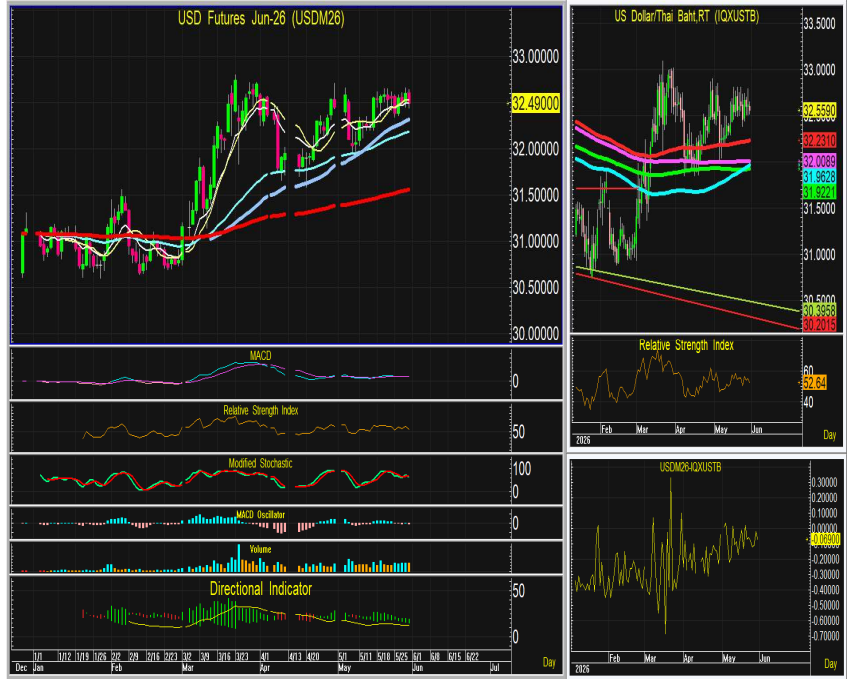 USD Futures Jun-26 (USDM26)
33.00000
32.49000
32.00000
31.50000
31.00000
30.50000
30.00000
MACD
0
Relative Strength Index
50
Modified Stochastic
100
0
MACD Oscillator
0
Volume
Directional Indicator
50
0
1/1 1/12 1/19 1/26 2/2 2/9 2/16 2/23 3/2 3/9 3/16 3/23 4/1 4/13 4/20 5/1 5/11 5/18 5/25 6/1 6/8 6/15 6/22
Dec Jan Feb Mar Apr May Jun Jul
Day
US Dollar/Thai Baht,RT (IQXUSTB)
33.5000
33.0000
32.5590
32.2310
32.0089
31.9628
31.9221
31.5000
31.0000
30.5000
30.3958
30.2015
Relative Strength Index
60
52.64
40
Feb Mar Apr May Jun
2026
Day
USDM26-IQXUSTB
0.30000
0.20000
0.10000
0.00000
-0.06900
-0.20000
-0.30000
-0.40000
-0.50000
-0.60000
-0.70000
Feb Mar Apr May Jun
2026
Day